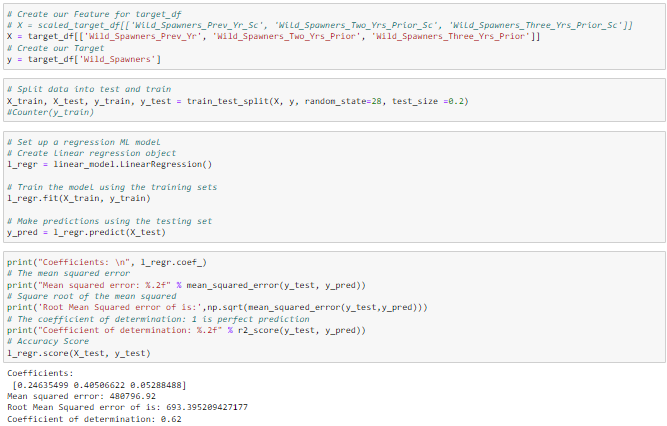 # Create our Feature for target_df
# X = scaled_target_df[['Wild_Spawners_Prev_Yr_Sc', 'Wild_Spawners_Two_Yrs_Prior_Sc', 'Wild_Spawners_Three_Yrs_Prior_Sc']]
X = target_df[['Wild_Spawners_Prev_Yr', 'Wild_Spawners_Two_Yrs_Prior', 'Wild_Spawners_Three_Yrs_Prior']]
# Create our Target
y = target_df['Wild_Spawners']
# Split data into test and train
X_train, X_test, y_train, y_test = train_test_split(X, y, random_state=28, test_size =0.2)
#Counter(y_train)
# Set up a regression ML model
# Create linear regression object
l_regr = linear_model.LinearRegression()
# Train the model using the training sets
l_regr.fit(X_train, y_train)
# Make predictions using the testing set
y_pred = l_regr.predict(X_test)
print("Coefficients: \n", l_regr.coef_)
# The mean squared error
print("Mean squared error: %.2f" % mean_squared_error(y_test, y_pred))
# Square root of the mean squared
print('Root Mean Squared error of is:',np.sqrt(mean_squared_error(y_test,y_pred)))
# The coefficient of determination: 1 is perfect prediction
print("Coefficient of determination: %.2f" % r2_score(y_test, y_pred))
# Accuracy Score
l_regr.score(X_test, y_test)
Coefficients:
[0.24635499 0.40506622 0.05288488]
Mean squared error: 480796.92
Root Mean Squared error of is: 693.395209427177
Coefficient of determination: 0.62